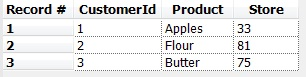 Record # CustomerId Product Store
1 1 Apples 33
2 2 Flour 81
3 3 Butter 75